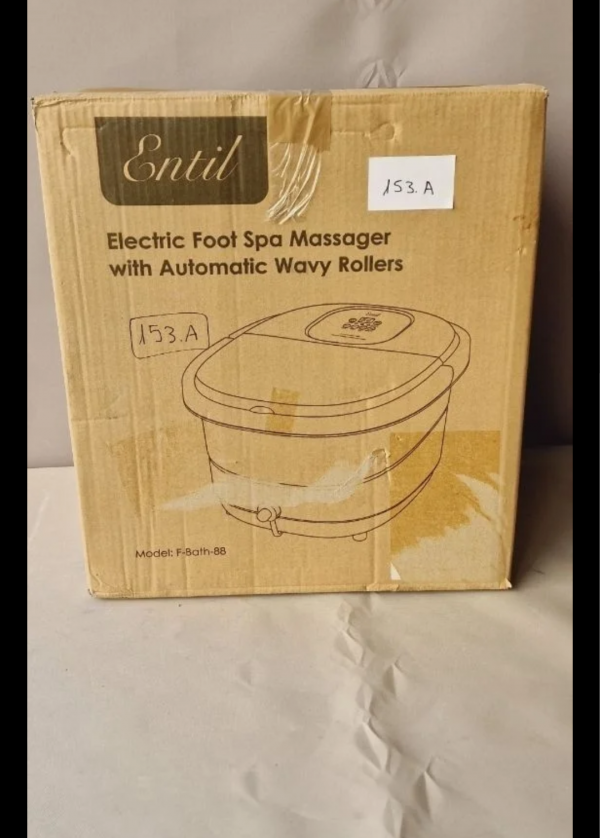 Entil
153.A
Electric Foot Spa Massager
with Automatic Wavy Rollers
153.A
Model: F-Bath-88